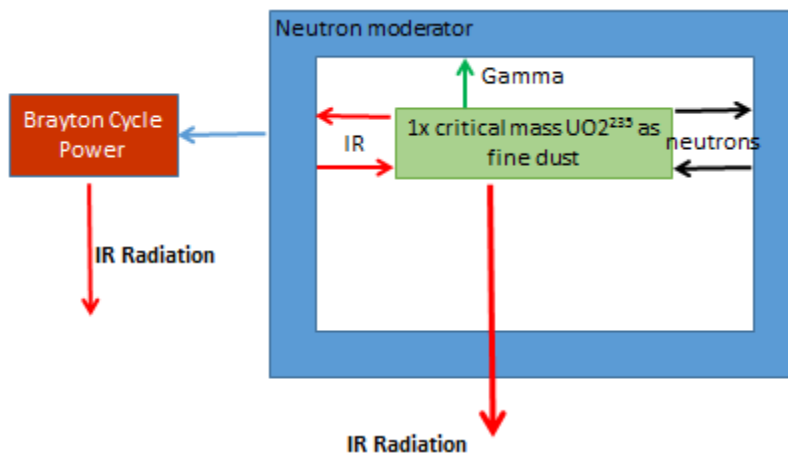 Neutron moderator
Gamma
Brayton Cycle
Power
1x critical mass UO2²³⁵ as
fine dust
IR
neutrons
IR Radiation
IR Radiation